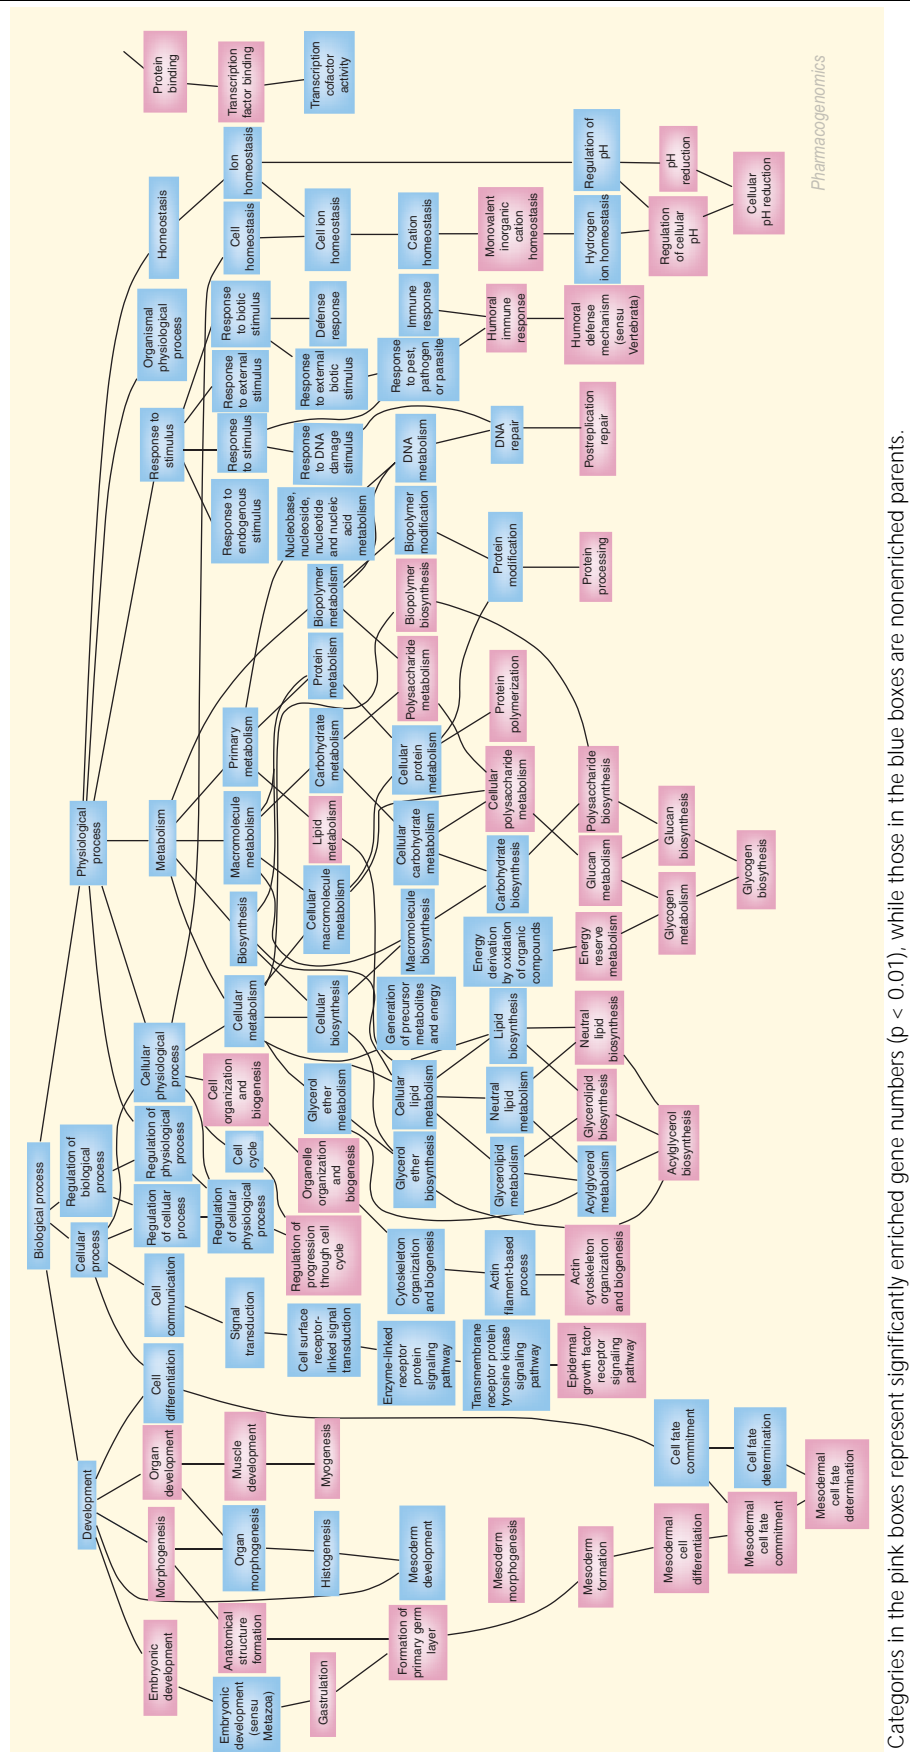 Biological process
Development
Cellular
process
Regulation of
biological
process
Physiological
process
Embryonic
development
Morphogenesis
Organ
development
Cell
differentiation
Cell
communication
Regulation
of cellular
process
Regulation of
physiological
process
Cellular
physiological
process
Metabolism
Response to
stimulus
Organismal
physiological
process
Homeostasis
Protein
binding
Embryonic
development
(sensu
Metazoa)
Anatomical
structure
formation
Organ
morphogenesis
Muscle
development
Signal
transduction
Regulation
of cellular
physiological
process
Cell
cycle
Cell
organization
and
biogenesis
Cellular
metabolism
Biosynthesis
Macromolecule
metabolism
Primary
metabolism
Response to
endogenous
stimulus
Response
to stimulus
Response
to external
stimulus
Response
to biotic
stimulus
Cell
homeostasis
Ion
homeostasis
Transcription
factor binding
Gastrulation
Histogenesis
Myogenesis
Cell surface
receptor-
linked signal
transduction
Regulation of
progression
through cell
cycle
Organelle
organization
and
biogenesis
Glycerol
ether
metabolism
Cellular
biosynthesis
Cellular
macromolecule
metabolism
Lipid
metabolism
Carbohydrate
metabolism
Protein
metabolism
Biopolymer
metabolism
Nucleobase,
nucleoside,
nucleotide
and nucleic
acid
metabolism
Response
to DNA
damage
stimulus
Response
to external
biotic
stimulus
Defense
response
Cell ion
homeostasis
Transcription
cofactor
activity
Formation of
primary germ
layer
Mesoderm
development
Enzyme-linked
receptor
protein
signaling
pathway
Cytoskeleton
organization
and biogenesis
Glycerol
ether
biosynthesis
Cellular
lipid
metabolism
Generation
of precursor
metabolites
and energy
Macromolecule
biosynthesis
Cellular
carbohydrate
metabolism
Cellular
protein
metabolism
Polysaccharide
metabolism
Biopolymer
biosynthesis
Biopolymer
modification
DNA
metabolism
Response
to pest,
pathogen
or parasite
Immune
response
Cation
homeostasis
Mesoderm
morphogenesis
Transmembrane
receptor protein
tyrosine kinase
signaling
pathway
Actin
filament-based
process
Glycerolipid
metabolism
Neutral
lipid
metabolism
Lipid
biosynthesis
Energy
derivation
by oxidation
of organic
compounds
Carbohydrate
biosynthesis
Cellular
polysaccharide
metabolism
Protein
polymerization
Protein
modification
DNA
repair
Humoral
immune
response
Monovalent
inorganic
cation
homeostasis
Mesoderm
formation
Epidermal
growth factor
receptor
signaling
pathway
Actin
cytoskeleton
organization
and biogenesis
Acylglycerol
metabolism
Glycerolipid
biosynthesis
Neutral
lipid
biosynthesis
Energy
reserve
metabolism
Glucan
metabolism
Polysaccharide
biosynthesis
Protein
processing
Postreplication
repair
Humoral
defense
mechanism
(sensu
Vertebrata)
Hydrogen
ion homeostasis
Regulation of
pH
Mesodermal
cell
differentiation
Cell fate
commitment
Acylglycerol
biosynthesis
Glycogen
metabolism
Glucan
biosynthesis
Regulation
of cellular
pH
pH
reduction
Mesodermal
cell fate
commitment
Cell fate
determination
Glycogen
biosythesis
Cellular
pH reduction
Mesodermal
cell fate
determination
Pharmacogenomics
Categories in the pink boxes represent significantly enriched gene numbers (p < 0.01), while those in the blue boxes are nonenriched parents.